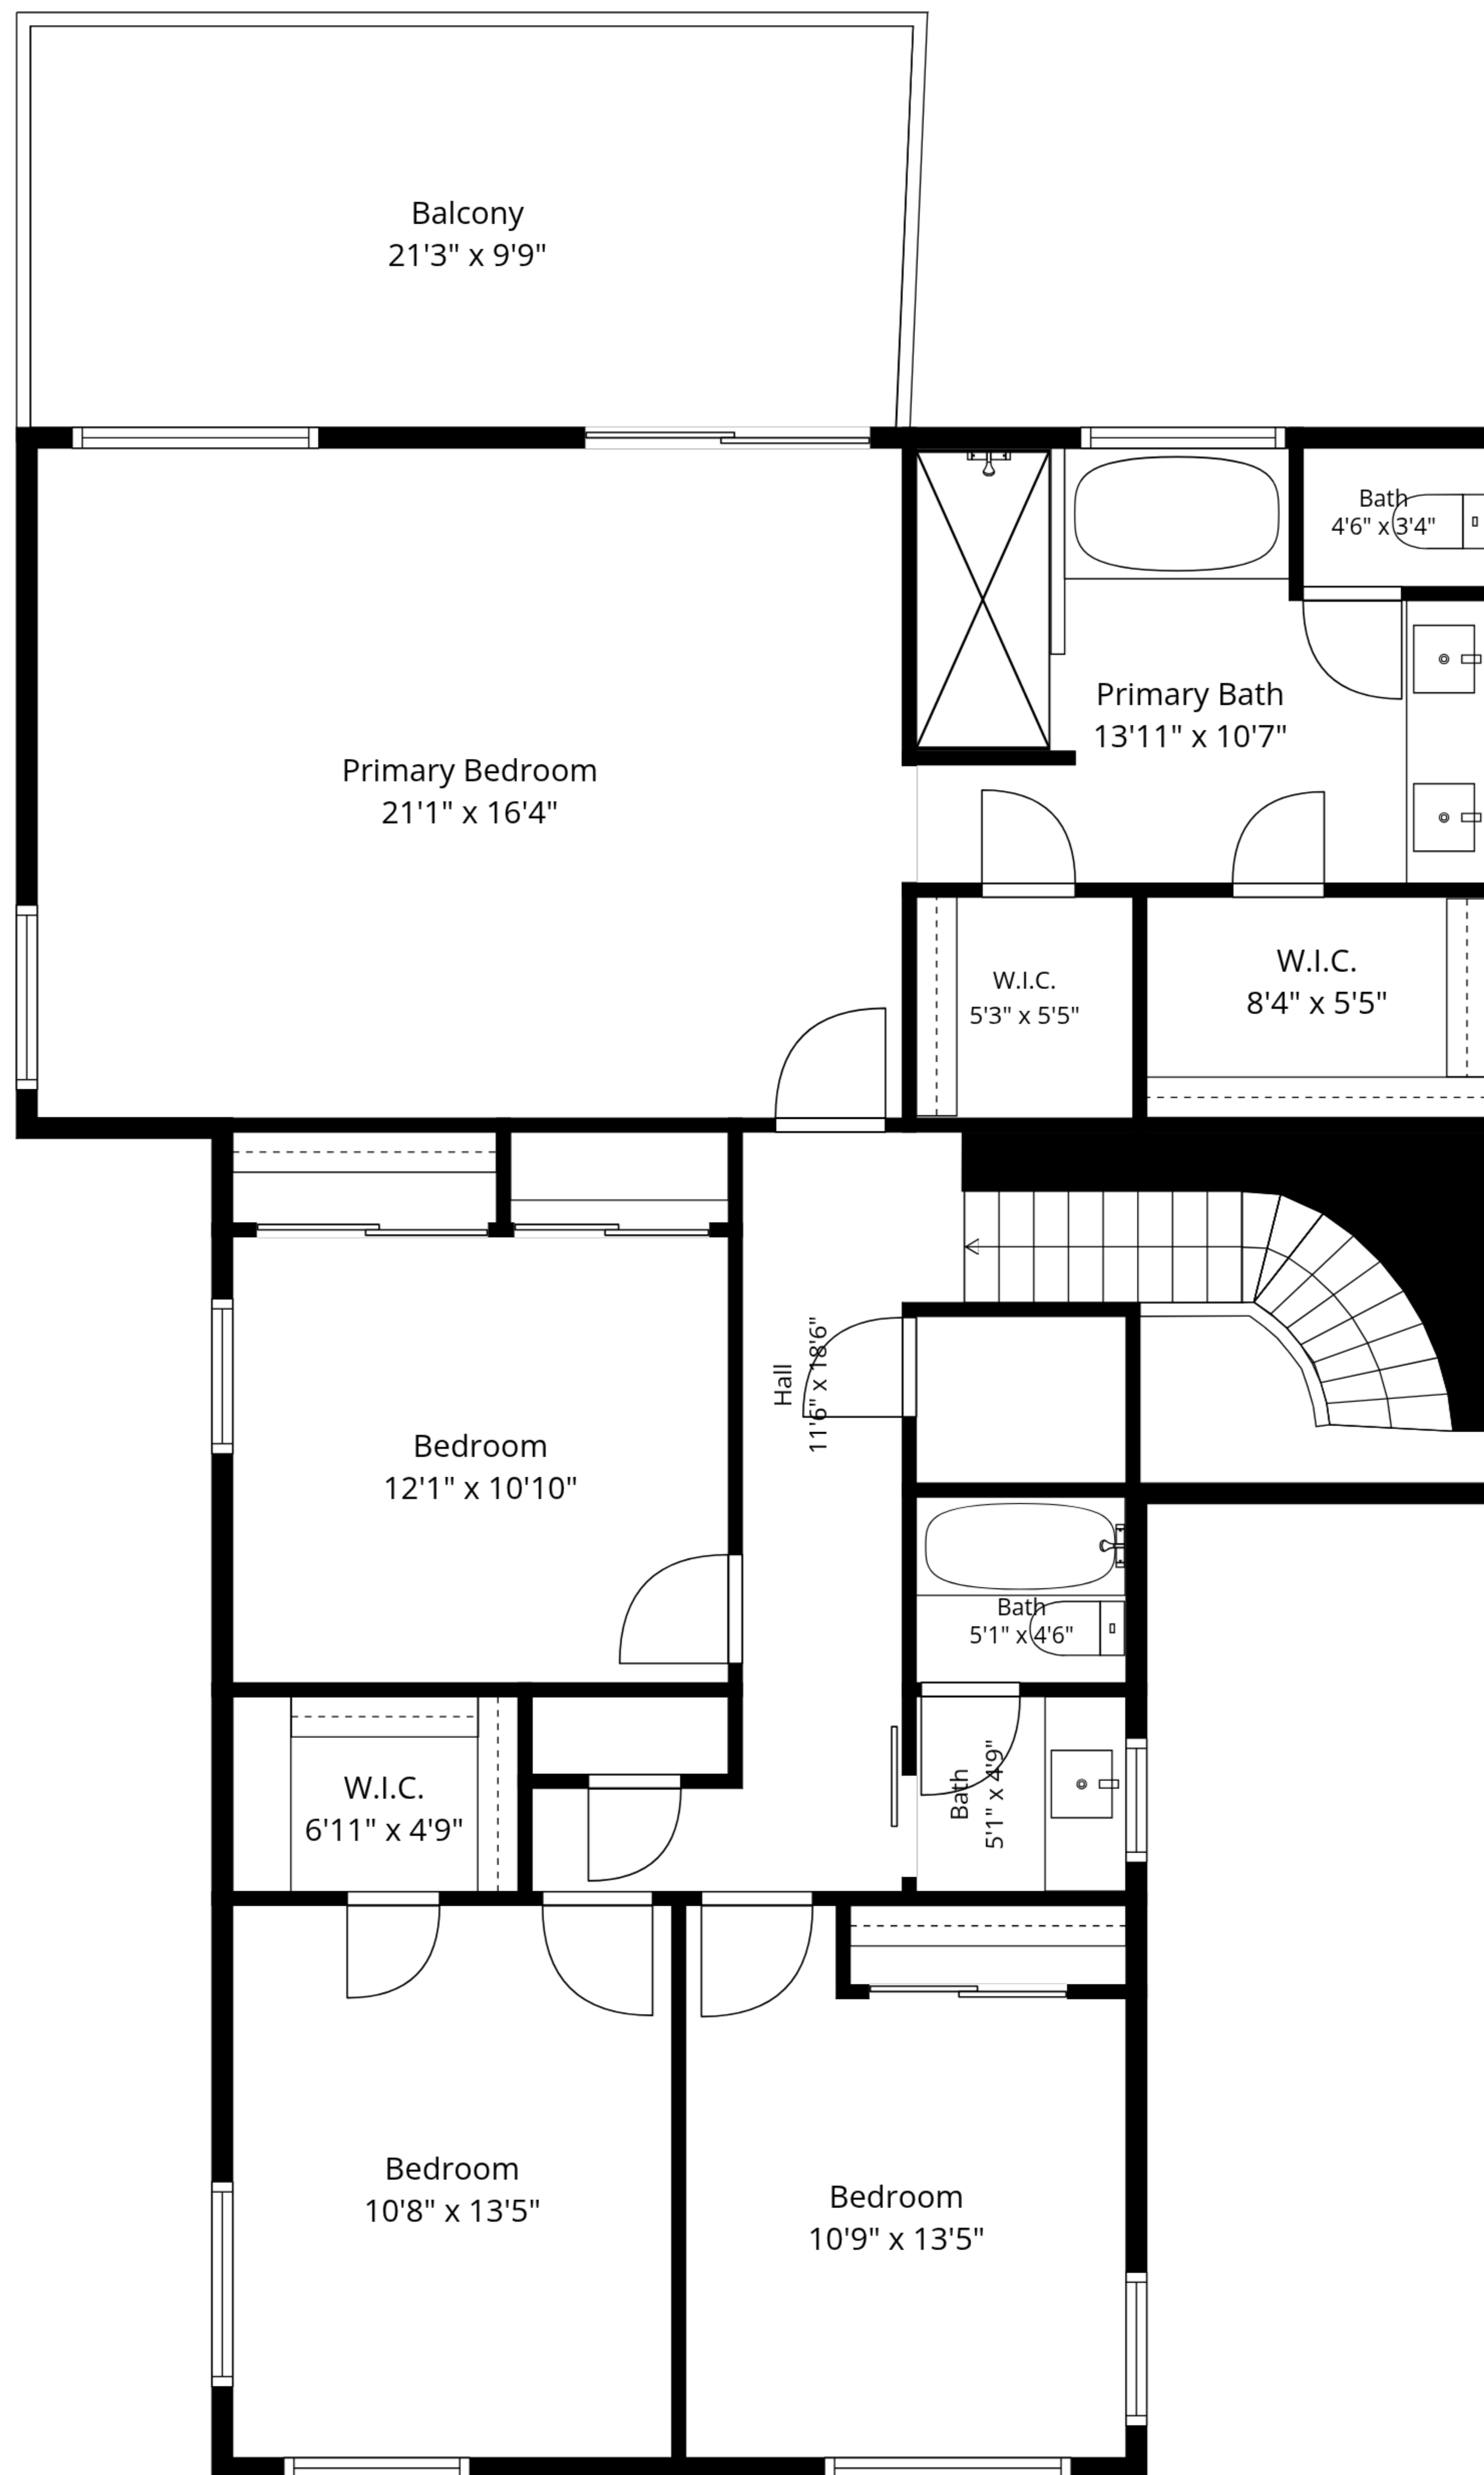 Balcony
21'3" x 9'9"
Bath
4'6" x 3'4"
Primary Bath
13'11" x 10'7"
Primary Bedroom
21'1" x 16'4"
W.I.C.
5'3" x 5'5"
W.I.C.
8'4" x 5'5"
Hall
11'6" x 18'6"
Bedroom
12'1" x 10'10"
Bath
5'1" x 4'6"
W.I.C.
6'11" x 4'9"
Bath
5'1" x 4'9"
Bedroom
10'8" x 13'5"
Bedroom
10'9" x 13'5"